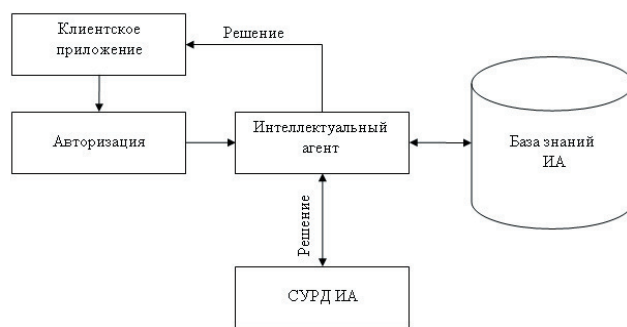 Клиентское
приложение
Решение
Авторизация
Интеллектуальный
агент
База знаний
ИА
Решение
СУРД ИА